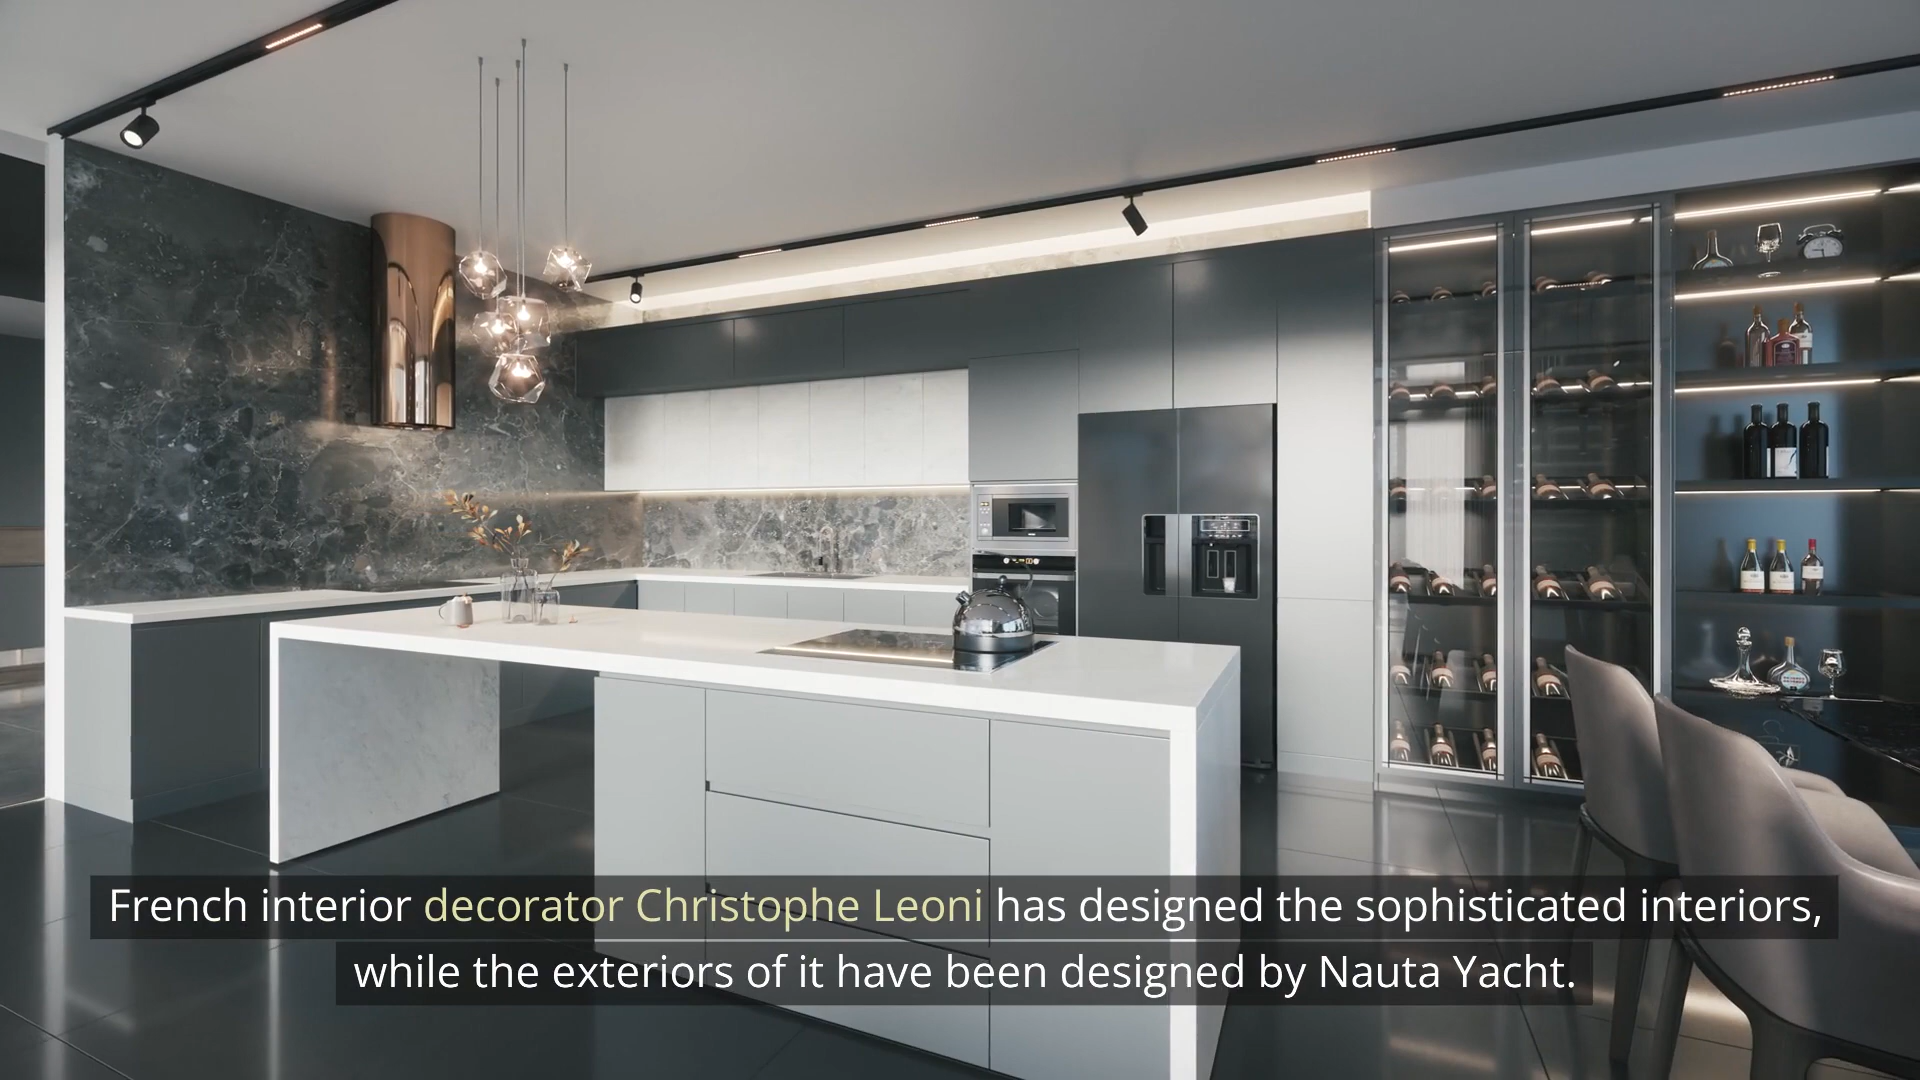 French interior decorator Christophe Leoni has designed the sophisticated interiors,
while the exteriors of it have been designed by Nauta Yacht.